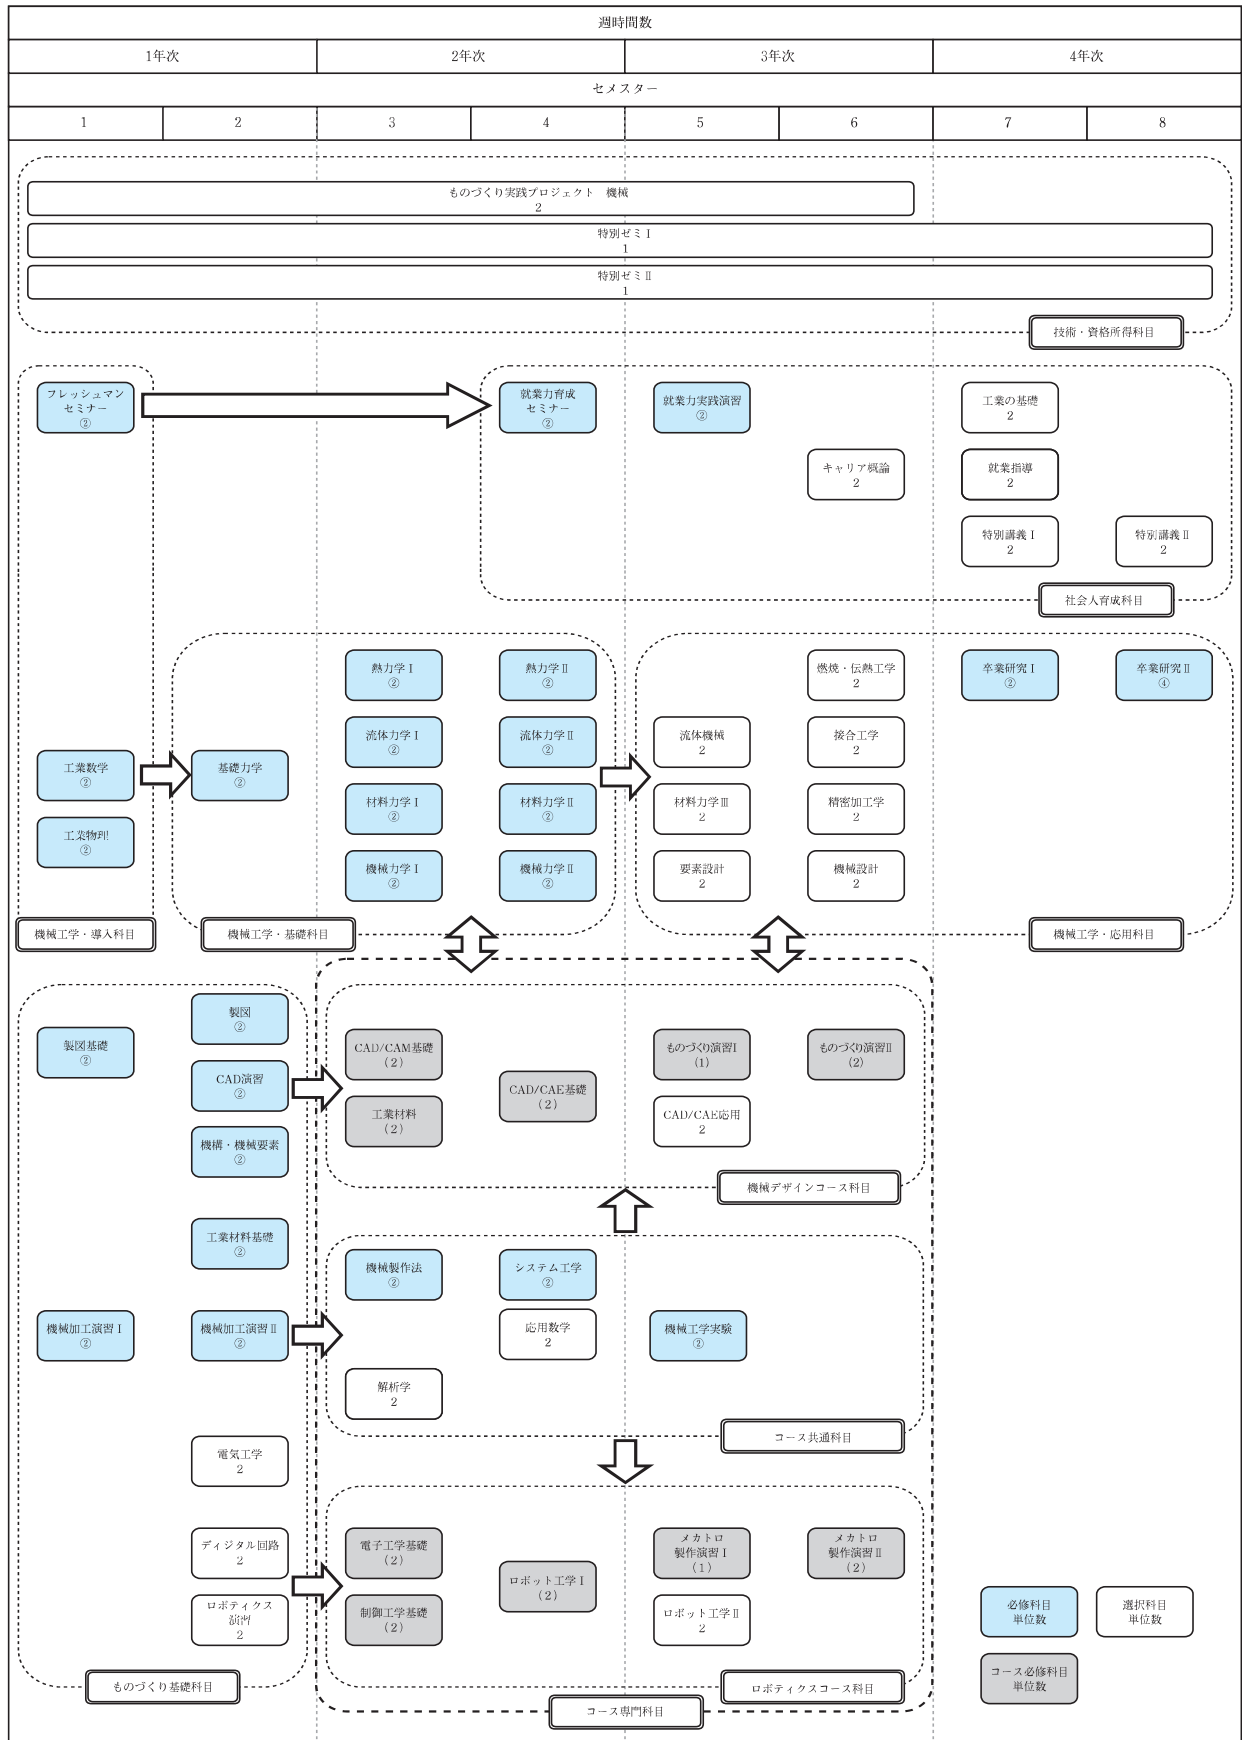 週時間数
1年次
2年次
3年次
4年次
セメスター
1
2
3
4
5
6
7
8
ものづくり実践プロジェクト　機械
2
特別ゼミⅠ
1
特別ゼミⅡ
1
技術・資格所得科目
フレッシュマン
セミナー
②
就業力育成
セミナー
②
就業力実践演習
②
工業の基礎
2
キャリア概論
2
就業指導
2
特別講義Ⅰ
2
特別講義Ⅱ
2
社会人育成科目
熱力学Ⅰ
②
熱力学Ⅱ
②
燃焼・伝熱工学
2
卒業研究Ⅰ
②
卒業研究Ⅱ
④
流体力学Ⅰ
②
流体力学Ⅱ
②
流体機械
2
接合工学
2
工業数学
②
基礎力学
②
材料力学Ⅰ
②
材料力学Ⅱ
②
材料力学Ⅲ
2
精密加工学
2
工業物理
②
機械力学Ⅰ
②
機械力学Ⅱ
②
要素設計
2
機械設計
2
機械工学・導入科目
機械工学・基礎科目
機械工学・応用科目
製図
②
製図基礎
②
CAD/CAM基礎
(2)
ものづくり演習Ⅰ
(1)
ものづくり演習Ⅱ
(2)
CAD演習
②
CAD/CAE基礎
(2)
工業材料
(2)
CAD/CAE応用
2
機構・機械要素
②
機械デザインコース科目
工業材料基礎
②
機械製作法
②
システム工学
②
機械加工演習Ⅰ
②
機械加工演習Ⅱ
②
応用数学
2
機械工学実験
②
解析学
2
コース共通科目
電気工学
2
ディジタル回路
2
電子工学基礎
(2)
メカトロ
製作演習Ⅰ
(1)
メカトロ
製作演習Ⅱ
(2)
ロボット工学Ⅰ
(2)
ロボティクス
演習
2
制御工学基礎
(2)
ロボット工学Ⅱ
2
必修科目
単位数
選択科目
単位数
コース必修科目
単位数
ものづくり基礎科目
ロボティクスコース科目
コース専門科目